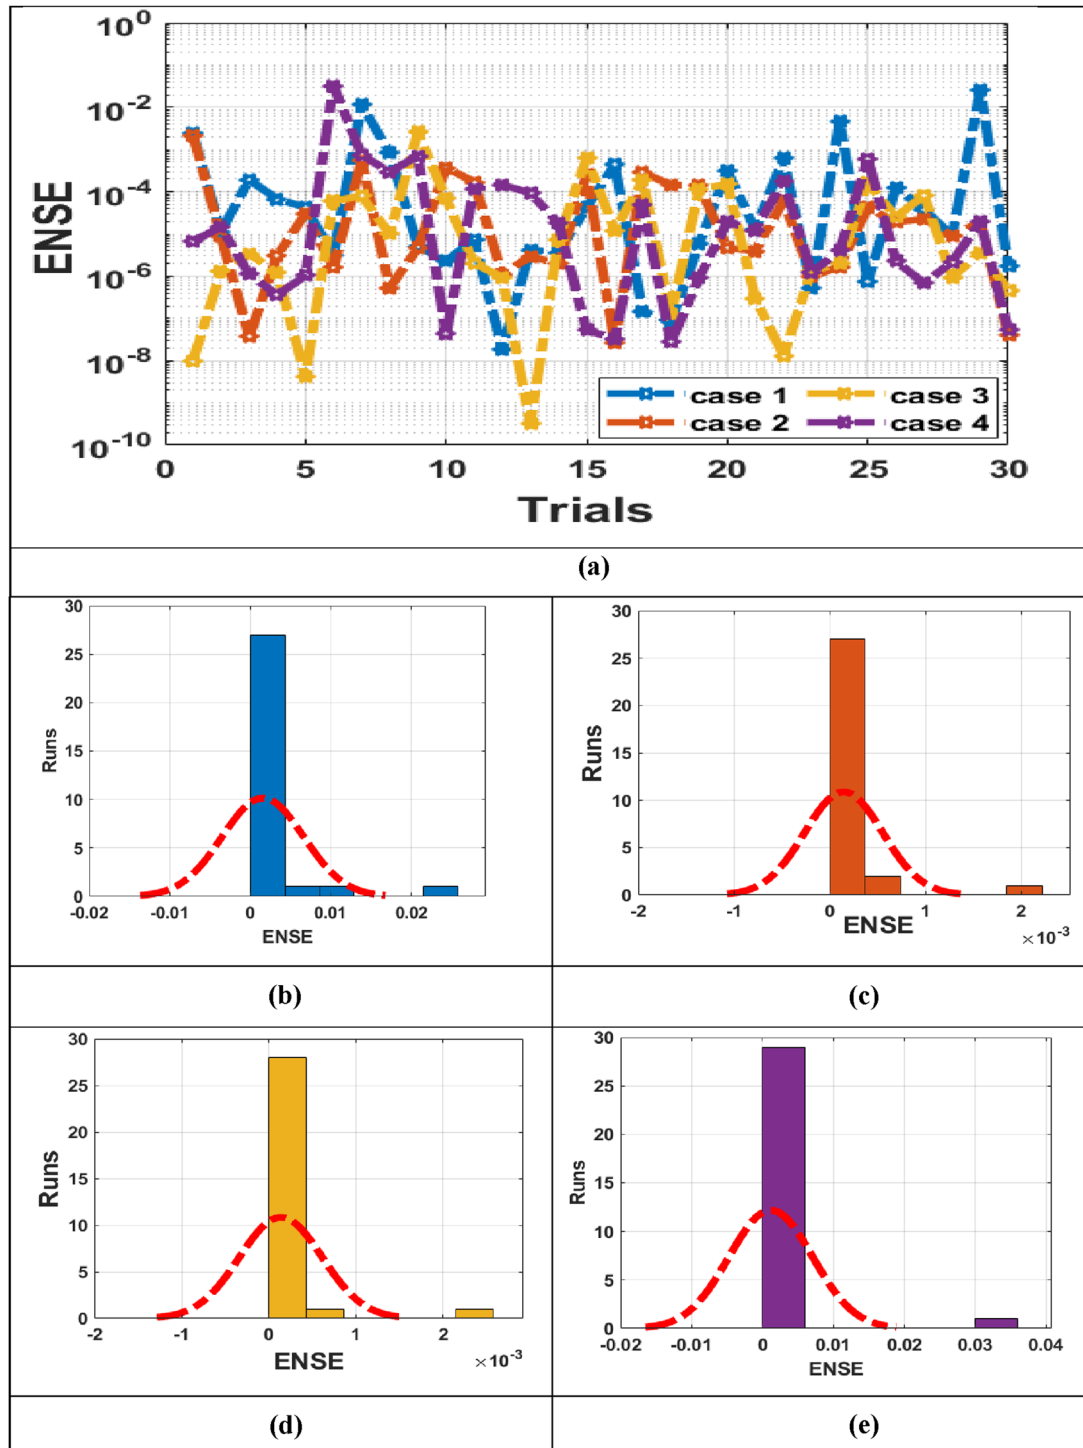 10^0
10^-2
10^-4
10^-6
10^-8
10^-10
ENSE
case 1 case 3
case 2 case 4
0 5 10 15 20 25 30
Trials
(a)
30
25
20
15
10
5
0
Runs
-0.02 -0.01 0 0.01 0.02
ENSE
30
25
20
15
10
5
0
Runs
-2 -1 0 1 2
ENSE
×10^-3
(b) (c)
30
25
20
15
10
5
0
Runs
-2 -1 0 1 2
ENSE
×10^-3
30
25
20
15
10
5
0
Runs
-0.02 -0.01 0 0.01 0.02 0.03 0.04
ENSE
(d) (e)